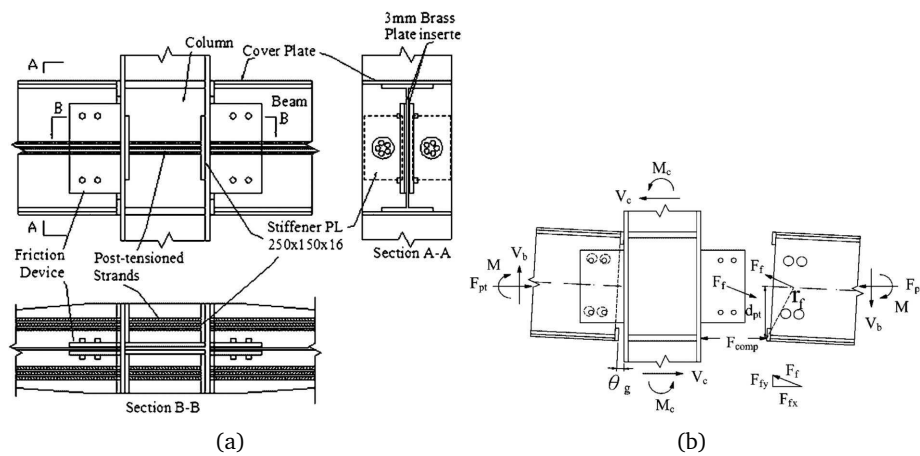 3mm Brass
Plate inserte
Column
Cover Plate
A
B
Beam
B
A
Friction
Device
Post-tensioned
Strands
Stiffener PL
250x150x16
Section A-A
Section B-B
(a)
M_c
V_c
M
V_b
F_pt
F_f
F_f
r_f
d_pt
F_p
M
V_b
F_comp
θ_g
V_c
M_c
F_fy
F_f
F_fx
(b)